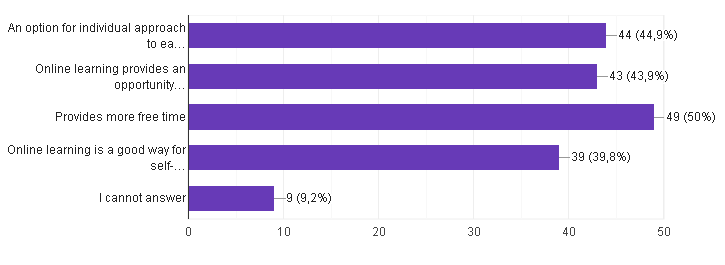 An option for individual approach
to ea…
44 (44,9%)
Online learning provides an
opportunity…
43 (43,9%)
Provides more free time
49 (50%)
Online learning is a good way for
self-…
39 (39,8%)
I cannot answer
9 (9,2%)
0
10
20
30
40
50